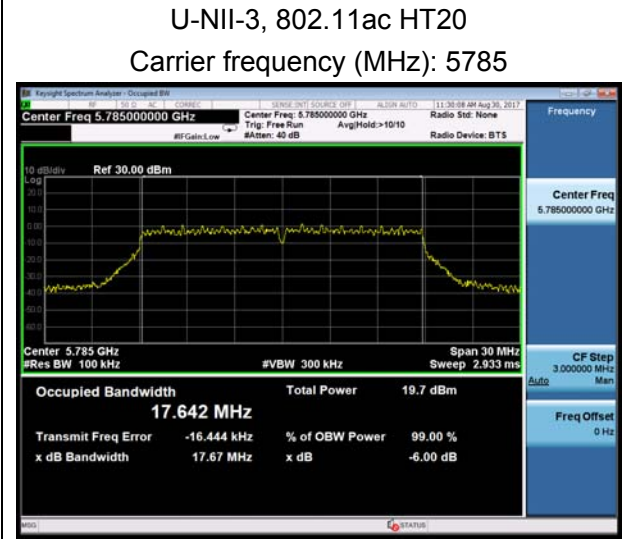 U-NII-3, 802.11ac HT20
Carrier frequency (MHz): 5785
Keysight Spectrum Analyzer - Occupied BW
RF 50 Ω AC CORREC SENSE:INT SOURCE OFF ALIGN AUTO 11:30:08 AM Aug 30, 2017
Center Freq 5.785000000 GHz Center Freq: 5.785000000 GHz Radio Std: None Frequency
Trig: Free Run Avg|Hold:>10/10
#IFGain:Low #Atten: 40 dB Radio Device: BTS
10 dB/div Ref 30.00 dBm
Log
20.0
10.0
0.00
-10.0
-20.0
-30.0
-40.0
-50.0
-60.0
Center Freq
5.785000000 GHz
Center 5.785 GHz Span 30 MHz
#Res BW 100 kHz #VBW 300 kHz Sweep 2.933 ms
CF Step
3.000000 MHz
Auto Man
Occupied Bandwidth Total Power 19.7 dBm
17.642 MHz
Transmit Freq Error -16.444 kHz % of OBW Power 99.00 %
x dB Bandwidth 17.67 MHz x dB -6.00 dB
Freq Offset
0 Hz
MSG STATUS